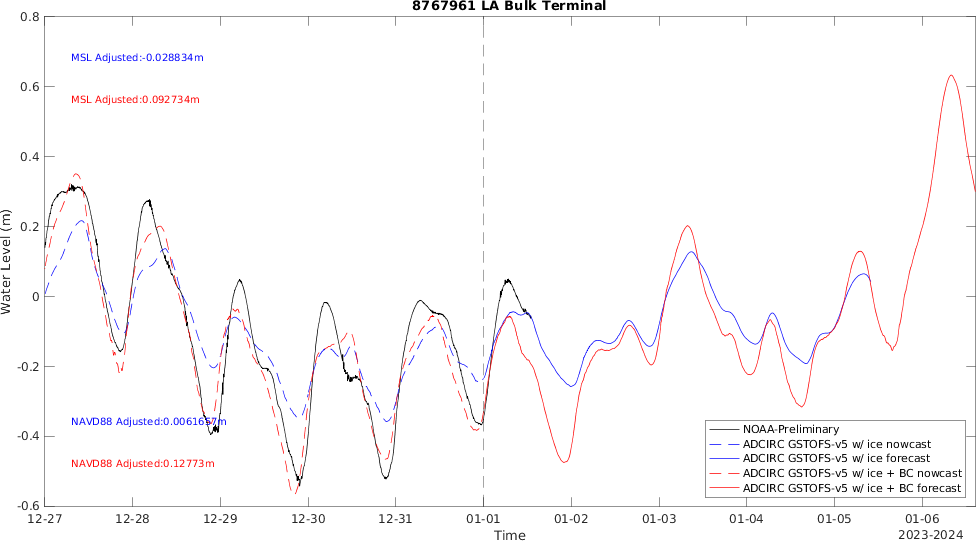 8767961 LA Bulk Terminal
0.8
0.6
0.4
0.2
0
-0.2
-0.4
-0.6
Water Level (m)
MSL Adjusted:-0.028834m
MSL Adjusted:0.092734m
NAVD88 Adjusted:0.0061657m
NAVD88 Adjusted:0.12773m
NOAA-Preliminary
ADCIRC GSTOFS-v5 w/ ice nowcast
ADCIRC GSTOFS-v5 w/ ice forecast
ADCIRC GSTOFS-v5 w/ ice + BC nowcast
ADCIRC GSTOFS-v5 w/ ice + BC forecast
12-27 12-28 12-29 12-30 12-31 01-01 01-02 01-03 01-04 01-05 01-06
Time
2023-2024